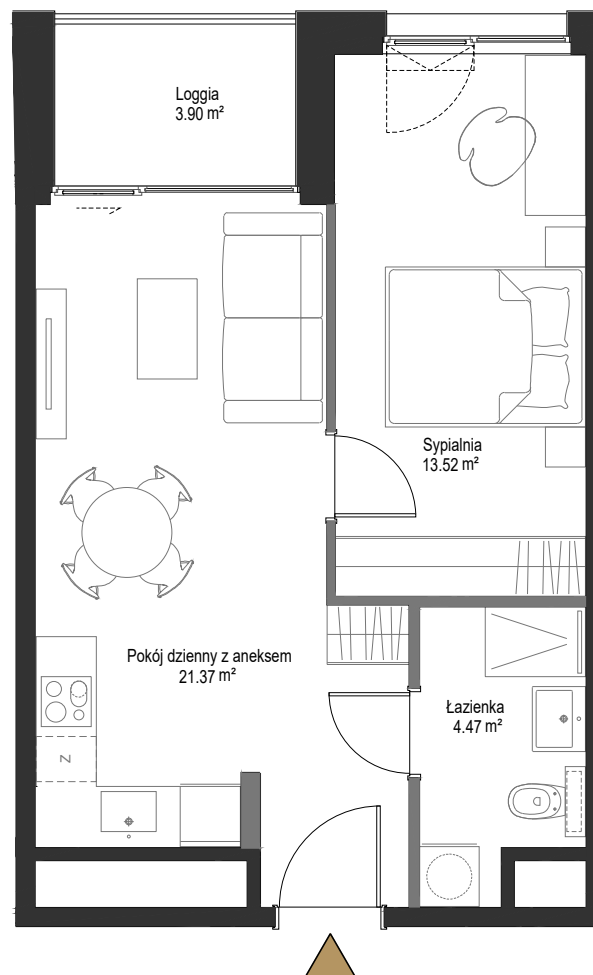 Loggia
3.90 m²
Sypialnia
13.52 m²
Pokój dzienny z aneksem
21.37 m²
Łazienka
4.47 m²
Z